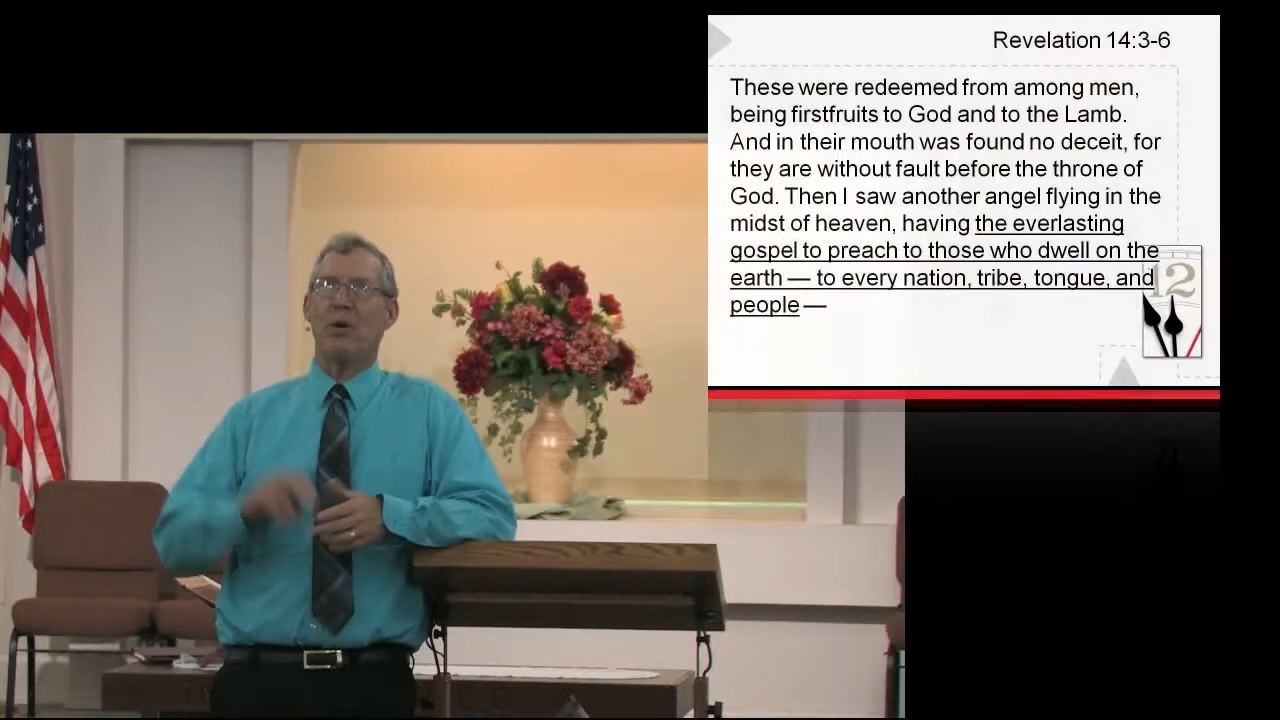 Revelation 14:3-6
These were redeemed from among men,
being firstfruits to God and to the Lamb.
And in their mouth was found no deceit, for
they are without fault before the throne of
God. Then I saw another angel flying in the
midst of heaven, having the everlasting
gospel to preach to those who dwell on the
earth — to every nation, tribe, tongue, and
people —
12